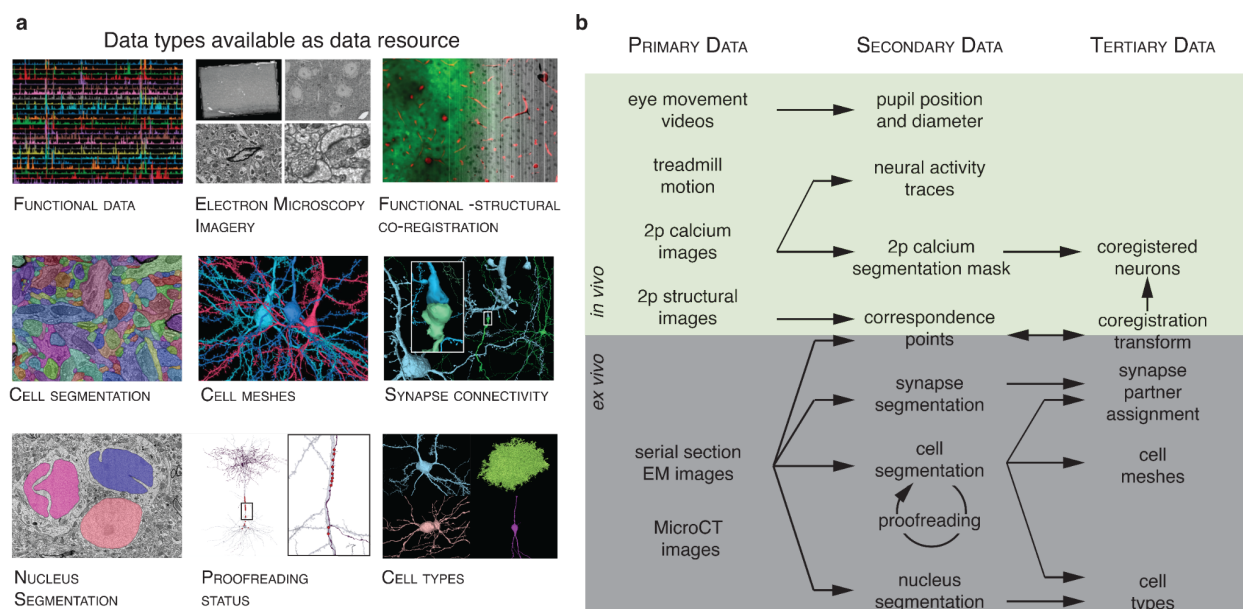 a
Data types available as data resource
FUNCTIONAL DATA
ELECTRON MICROSCOPY
IMAGERY
FUNCTIONAL -STRUCTURAL
CO-REGISTRATION
CELL SEGMENTATION
CELL MESHES
SYNAPSE CONNECTIVITY
NUCLEUS
SEGMENTATION
PROOFREADING
STATUS
CELL TYPES
b
PRIMARY DATA
SECONDARY DATA
TERTIARY DATA
in vivo
eye movement
videos
pupil position
and diameter
treadmill
motion
neural activity
traces
2p calcium
images
2p calcium
segmentation mask
coregistered
neurons
2p structural
images
correspondence
points
coregistration
transform
ex vivo
synapse
segmentation
synapse
partner
assignment
serial section
EM images
cell
segmentation
cell
meshes
proofreading
MicroCT
images
nucleus
segmentation
cell
types